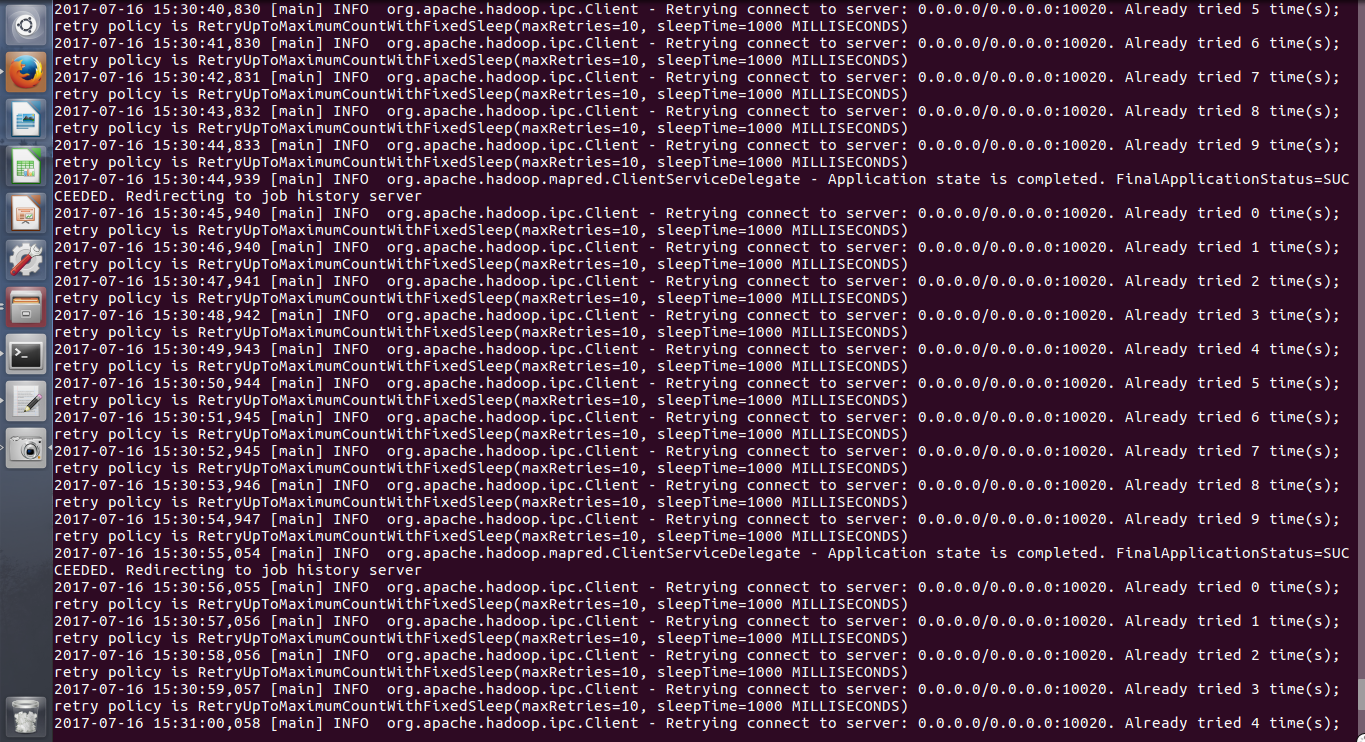 2017-07-16 15:30:40,830 [main] INFO  org.apache.hadoop.ipc.Client - Retrying connect to server: 0.0.0.0/0.0.0.0:10020. Already tried 5 time(s);
retry policy is RetryUpToMaximumCountWithFixedSleep(maxRetries=10, sleepTime=1000 MILLISECONDS)
2017-07-16 15:30:41,830 [main] INFO  org.apache.hadoop.ipc.Client - Retrying connect to server: 0.0.0.0/0.0.0.0:10020. Already tried 6 time(s);
retry policy is RetryUpToMaximumCountWithFixedSleep(maxRetries=10, sleepTime=1000 MILLISECONDS)
2017-07-16 15:30:42,831 [main] INFO  org.apache.hadoop.ipc.Client - Retrying connect to server: 0.0.0.0/0.0.0.0:10020. Already tried 7 time(s);
retry policy is RetryUpToMaximumCountWithFixedSleep(maxRetries=10, sleepTime=1000 MILLISECONDS)
2017-07-16 15:30:43,832 [main] INFO  org.apache.hadoop.ipc.Client - Retrying connect to server: 0.0.0.0/0.0.0.0:10020. Already tried 8 time(s);
retry policy is RetryUpToMaximumCountWithFixedSleep(maxRetries=10, sleepTime=1000 MILLISECONDS)
2017-07-16 15:30:44,833 [main] INFO  org.apache.hadoop.ipc.Client - Retrying connect to server: 0.0.0.0/0.0.0.0:10020. Already tried 9 time(s);
retry policy is RetryUpToMaximumCountWithFixedSleep(maxRetries=10, sleepTime=1000 MILLISECONDS)
2017-07-16 15:30:44,939 [main] INFO  org.apache.hadoop.mapred.ClientServiceDelegate - Application state is completed. FinalApplicationStatus=SUC
CEEDED. Redirecting to job history server
2017-07-16 15:30:45,940 [main] INFO  org.apache.hadoop.ipc.Client - Retrying connect to server: 0.0.0.0/0.0.0.0:10020. Already tried 0 time(s);
retry policy is RetryUpToMaximumCountWithFixedSleep(maxRetries=10, sleepTime=1000 MILLISECONDS)
2017-07-16 15:30:46,940 [main] INFO  org.apache.hadoop.ipc.Client - Retrying connect to server: 0.0.0.0/0.0.0.0:10020. Already tried 1 time(s);
retry policy is RetryUpToMaximumCountWithFixedSleep(maxRetries=10, sleepTime=1000 MILLISECONDS)
2017-07-16 15:30:47,941 [main] INFO  org.apache.hadoop.ipc.Client - Retrying connect to server: 0.0.0.0/0.0.0.0:10020. Already tried 2 time(s);
retry policy is RetryUpToMaximumCountWithFixedSleep(maxRetries=10, sleepTime=1000 MILLISECONDS)
2017-07-16 15:30:48,942 [main] INFO  org.apache.hadoop.ipc.Client - Retrying connect to server: 0.0.0.0/0.0.0.0:10020. Already tried 3 time(s);
retry policy is RetryUpToMaximumCountWithFixedSleep(maxRetries=10, sleepTime=1000 MILLISECONDS)
2017-07-16 15:30:49,943 [main] INFO  org.apache.hadoop.ipc.Client - Retrying connect to server: 0.0.0.0/0.0.0.0:10020. Already tried 4 time(s);
retry policy is RetryUpToMaximumCountWithFixedSleep(maxRetries=10, sleepTime=1000 MILLISECONDS)
2017-07-16 15:30:50,944 [main] INFO  org.apache.hadoop.ipc.Client - Retrying connect to server: 0.0.0.0/0.0.0.0:10020. Already tried 5 time(s);
retry policy is RetryUpToMaximumCountWithFixedSleep(maxRetries=10, sleepTime=1000 MILLISECONDS)
2017-07-16 15:30:51,945 [main] INFO  org.apache.hadoop.ipc.Client - Retrying connect to server: 0.0.0.0/0.0.0.0:10020. Already tried 6 time(s);
retry policy is RetryUpToMaximumCountWithFixedSleep(maxRetries=10, sleepTime=1000 MILLISECONDS)
2017-07-16 15:30:52,945 [main] INFO  org.apache.hadoop.ipc.Client - Retrying connect to server: 0.0.0.0/0.0.0.0:10020. Already tried 7 time(s);
retry policy is RetryUpToMaximumCountWithFixedSleep(maxRetries=10, sleepTime=1000 MILLISECONDS)
2017-07-16 15:30:53,946 [main] INFO  org.apache.hadoop.ipc.Client - Retrying connect to server: 0.0.0.0/0.0.0.0:10020. Already tried 8 time(s);
retry policy is RetryUpToMaximumCountWithFixedSleep(maxRetries=10, sleepTime=1000 MILLISECONDS)
2017-07-16 15:30:54,947 [main] INFO  org.apache.hadoop.ipc.Client - Retrying connect to server: 0.0.0.0/0.0.0.0:10020. Already tried 9 time(s);
retry policy is RetryUpToMaximumCountWithFixedSleep(maxRetries=10, sleepTime=1000 MILLISECONDS)
2017-07-16 15:30:55,054 [main] INFO  org.apache.hadoop.mapred.ClientServiceDelegate - Application state is completed. FinalApplicationStatus=SUC
CEEDED. Redirecting to job history server
2017-07-16 15:30:56,055 [main] INFO  org.apache.hadoop.ipc.Client - Retrying connect to server: 0.0.0.0/0.0.0.0:10020. Already tried 0 time(s);
retry policy is RetryUpToMaximumCountWithFixedSleep(maxRetries=10, sleepTime=1000 MILLISECONDS)
2017-07-16 15:30:57,056 [main] INFO  org.apache.hadoop.ipc.Client - Retrying connect to server: 0.0.0.0/0.0.0.0:10020. Already tried 1 time(s);
retry policy is RetryUpToMaximumCountWithFixedSleep(maxRetries=10, sleepTime=1000 MILLISECONDS)
2017-07-16 15:30:58,056 [main] INFO  org.apache.hadoop.ipc.Client - Retrying connect to server: 0.0.0.0/0.0.0.0:10020. Already tried 2 time(s);
retry policy is RetryUpToMaximumCountWithFixedSleep(maxRetries=10, sleepTime=1000 MILLISECONDS)
2017-07-16 15:30:59,057 [main] INFO  org.apache.hadoop.ipc.Client - Retrying connect to server: 0.0.0.0/0.0.0.0:10020. Already tried 3 time(s);
retry policy is RetryUpToMaximumCountWithFixedSleep(maxRetries=10, sleepTime=1000 MILLISECONDS)
2017-07-16 15:31:00,058 [main] INFO  org.apache.hadoop.ipc.Client - Retrying connect to server: 0.0.0.0/0.0.0.0:10020. Already tried 4 time(s);